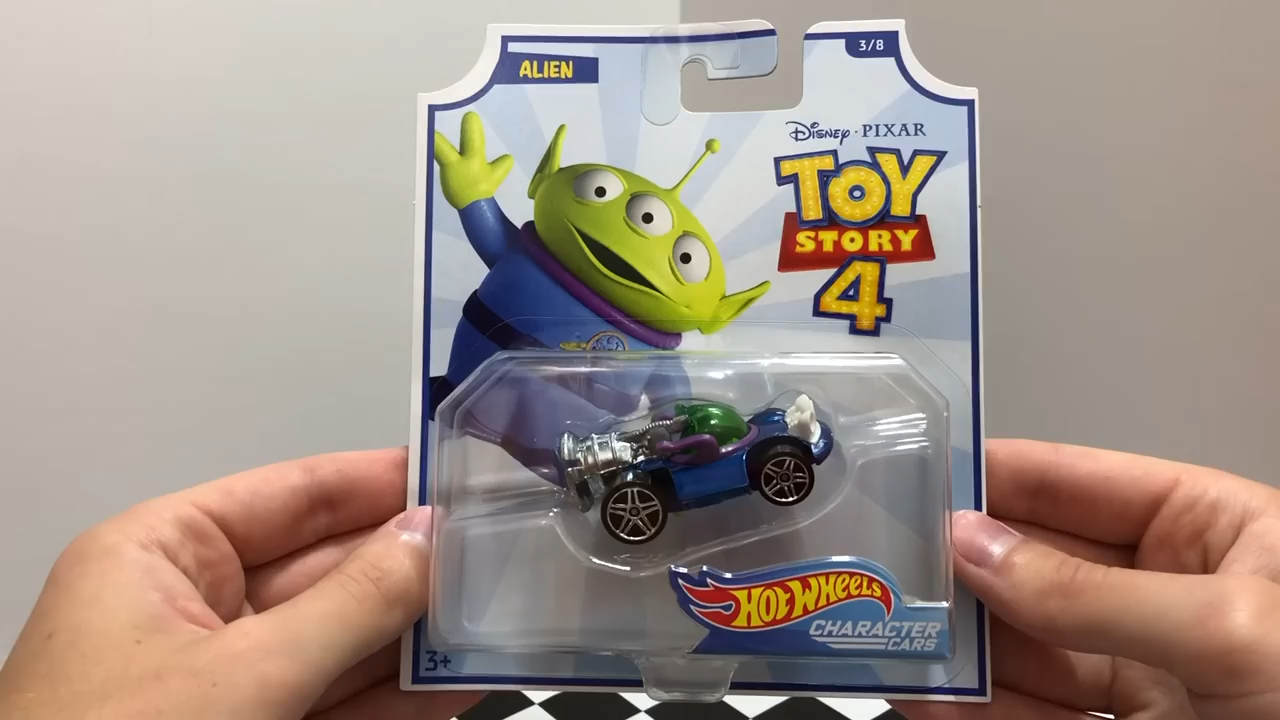 ALIEN
3/8
Disney · PIXAR
TOY
STORY
4
HOT WHEELS
CHARACTER
CARS
3+